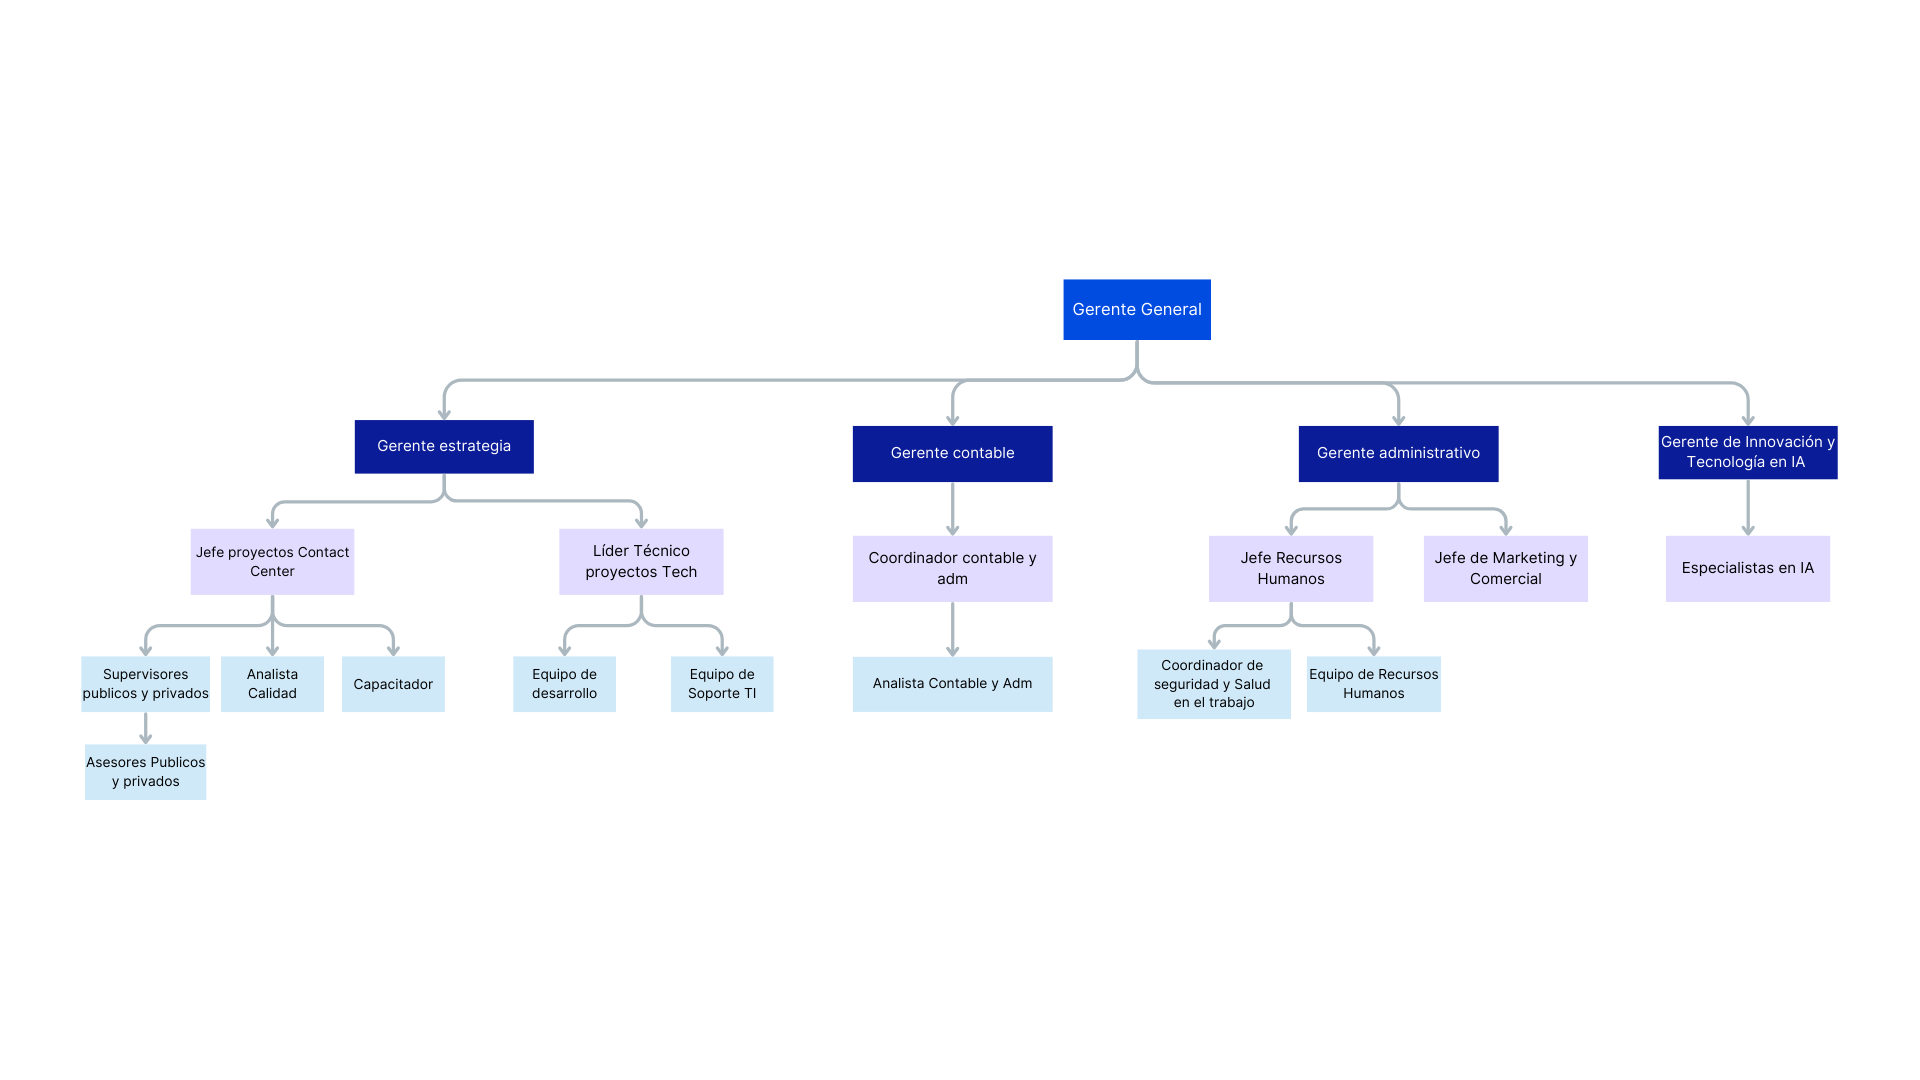 Gerente General
Gerente estrategia
Gerente contable
Gerente administrativo
Gerente de Innovación y
Tecnología en IA
Jefe proyectos Contact
Center
Líder Técnico
proyectos Tech
Coordinador contable y
adm
Jefe Recursos
Humanos
Jefe de Marketing y
Comercial
Especialistas en IA
Supervisores
publicos y privados
Analista
Calidad
Capacitador
Equipo de
desarrollo
Equipo de
Soporte TI
Analista Contable y Adm
Coordinador de
seguridad y Salud
en el trabajo
Equipo de Recursos
Humanos
Asesores Publicos
y privados